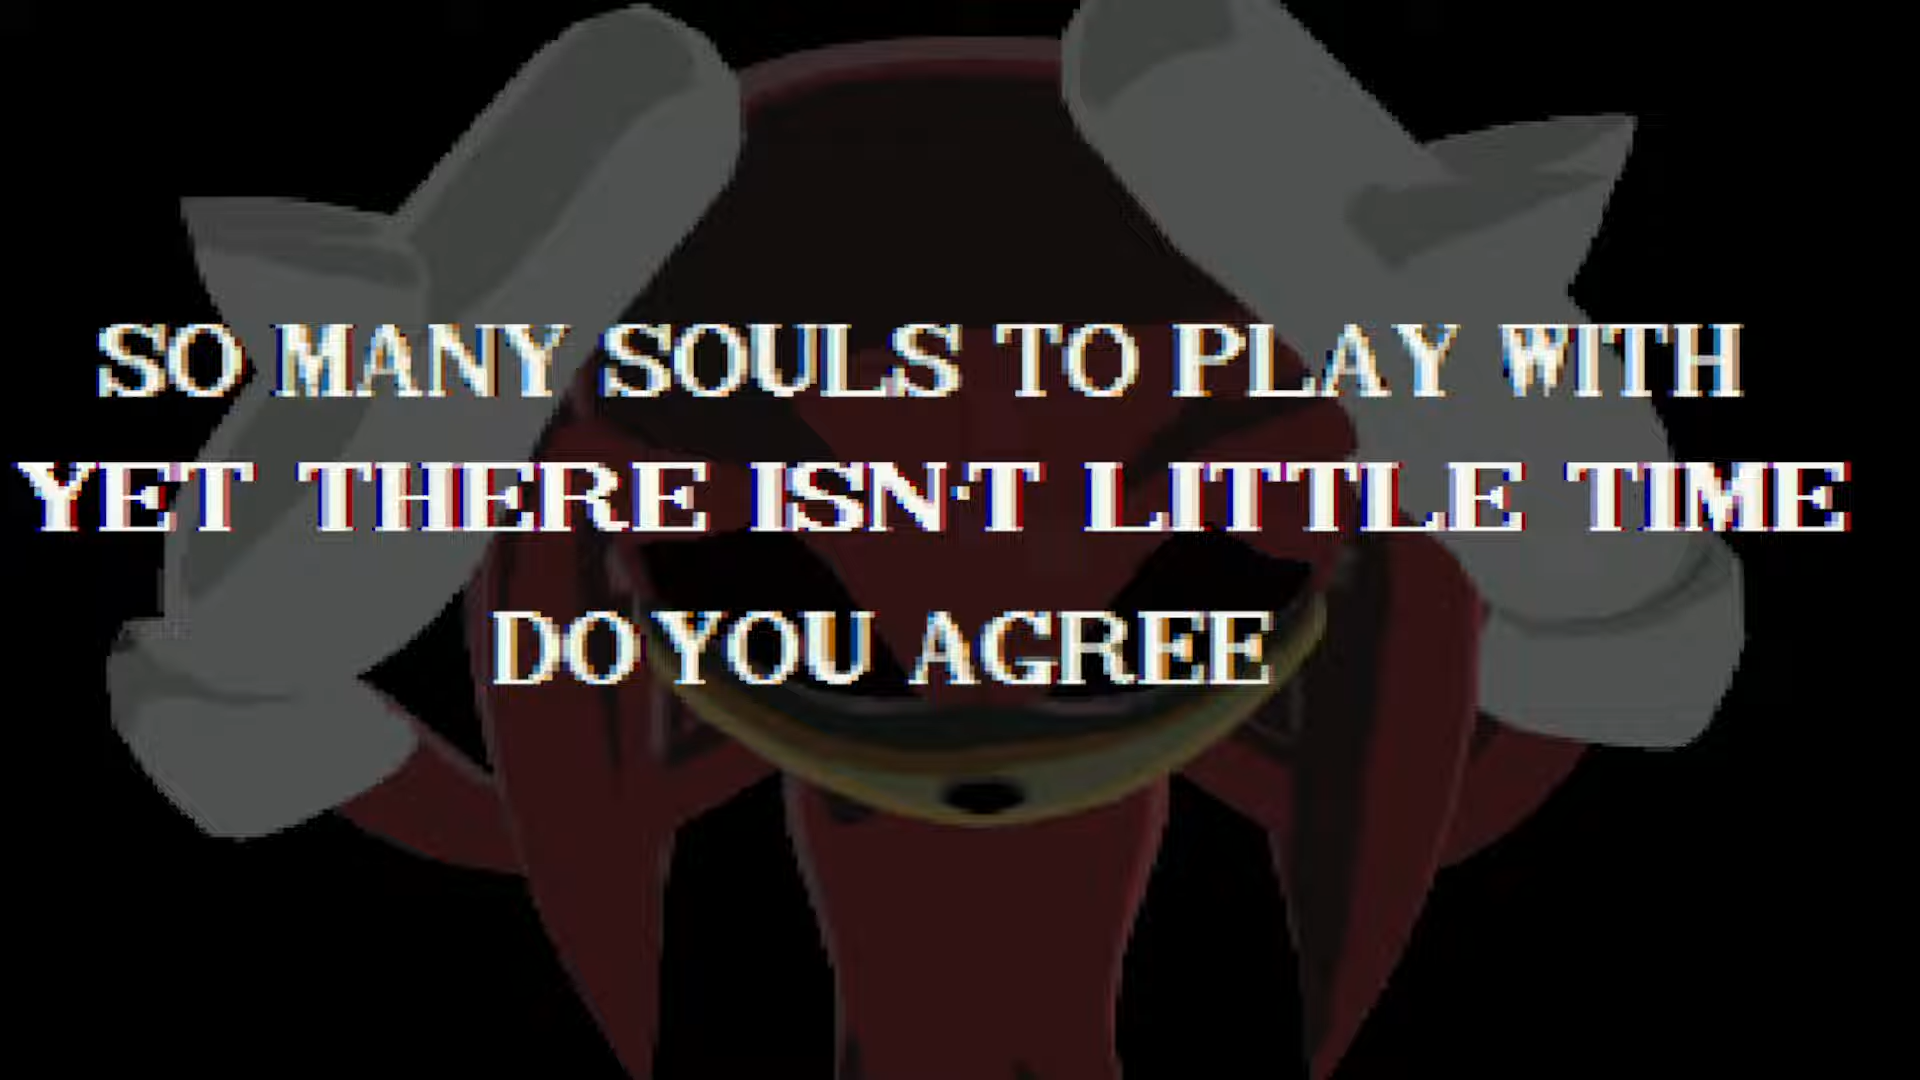 SO MANY SOULS TO PLAY WITH
YET THERE ISN'T LITTLE TIME
DO YOU AGREE